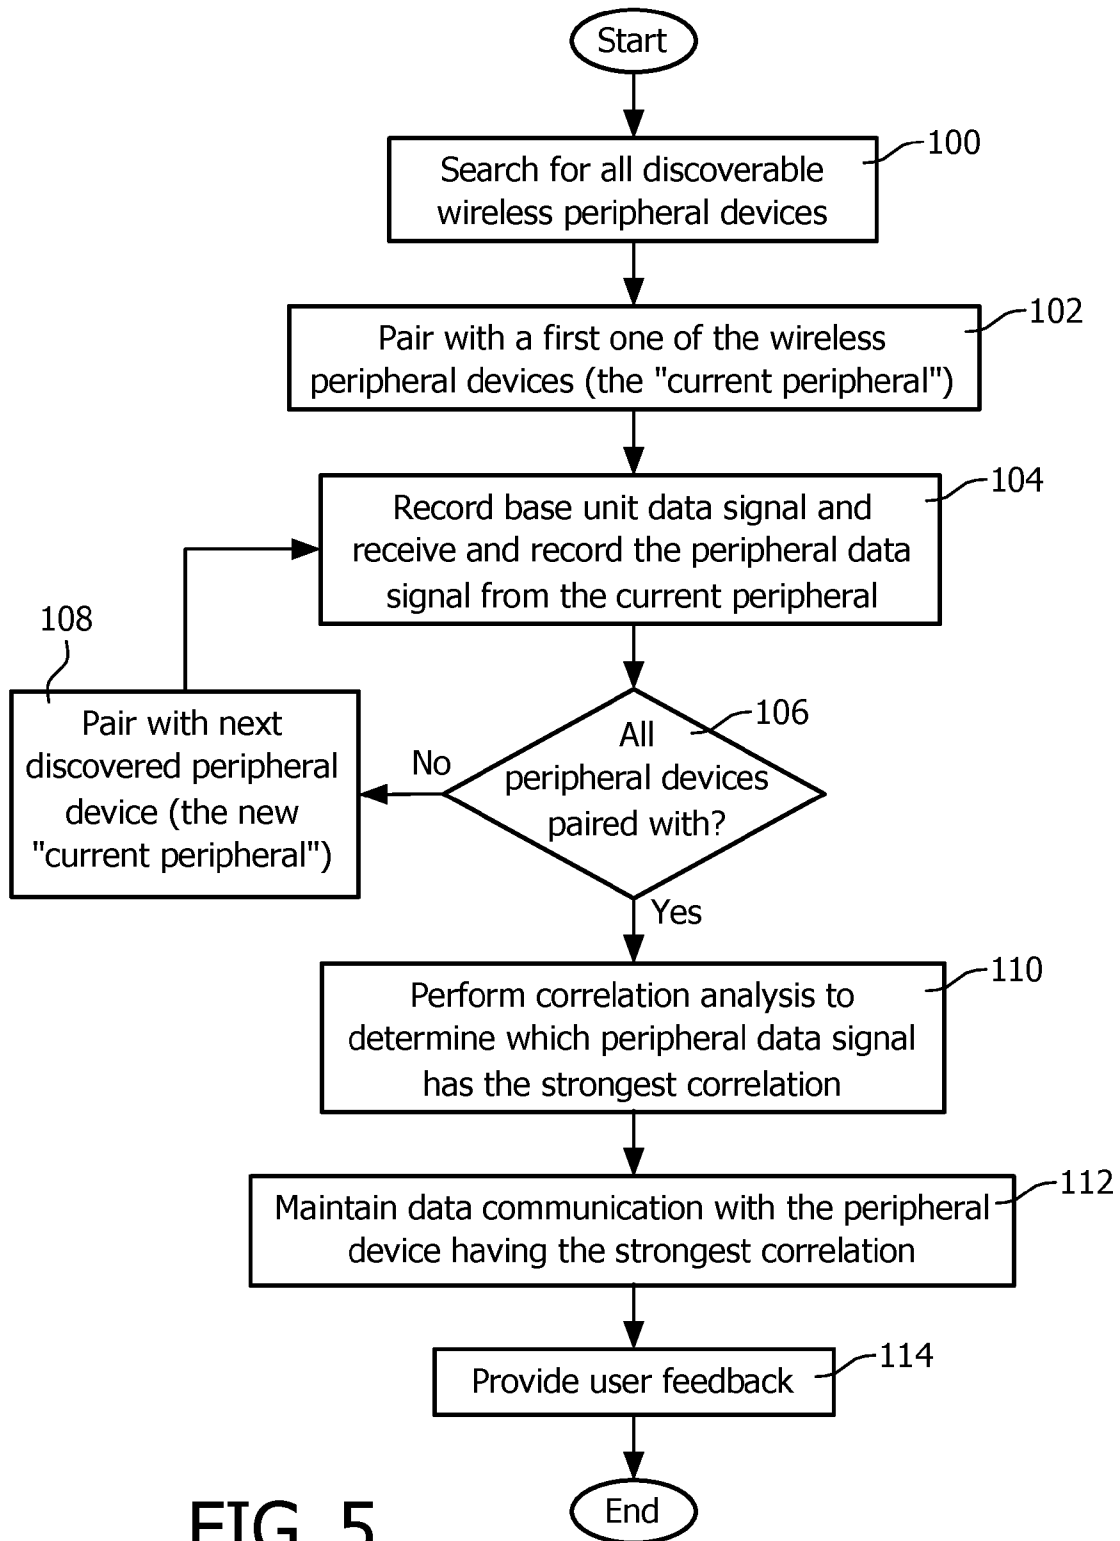 Start
100
Search for all discoverable
wireless peripheral devices
102
Pair with a first one of the wireless
peripheral devices (the "current peripheral")
104
Record base unit data signal and
receive and record the peripheral data
signal from the current peripheral
108
Pair with next
discovered peripheral
device (the new
"current peripheral")
No
106
All
peripheral devices
paired with?
Yes
110
Perform correlation analysis to
determine which peripheral data signal
has the strongest correlation
112
Maintain data communication with the peripheral
device having the strongest correlation
114
Provide user feedback
End
FIG. 5